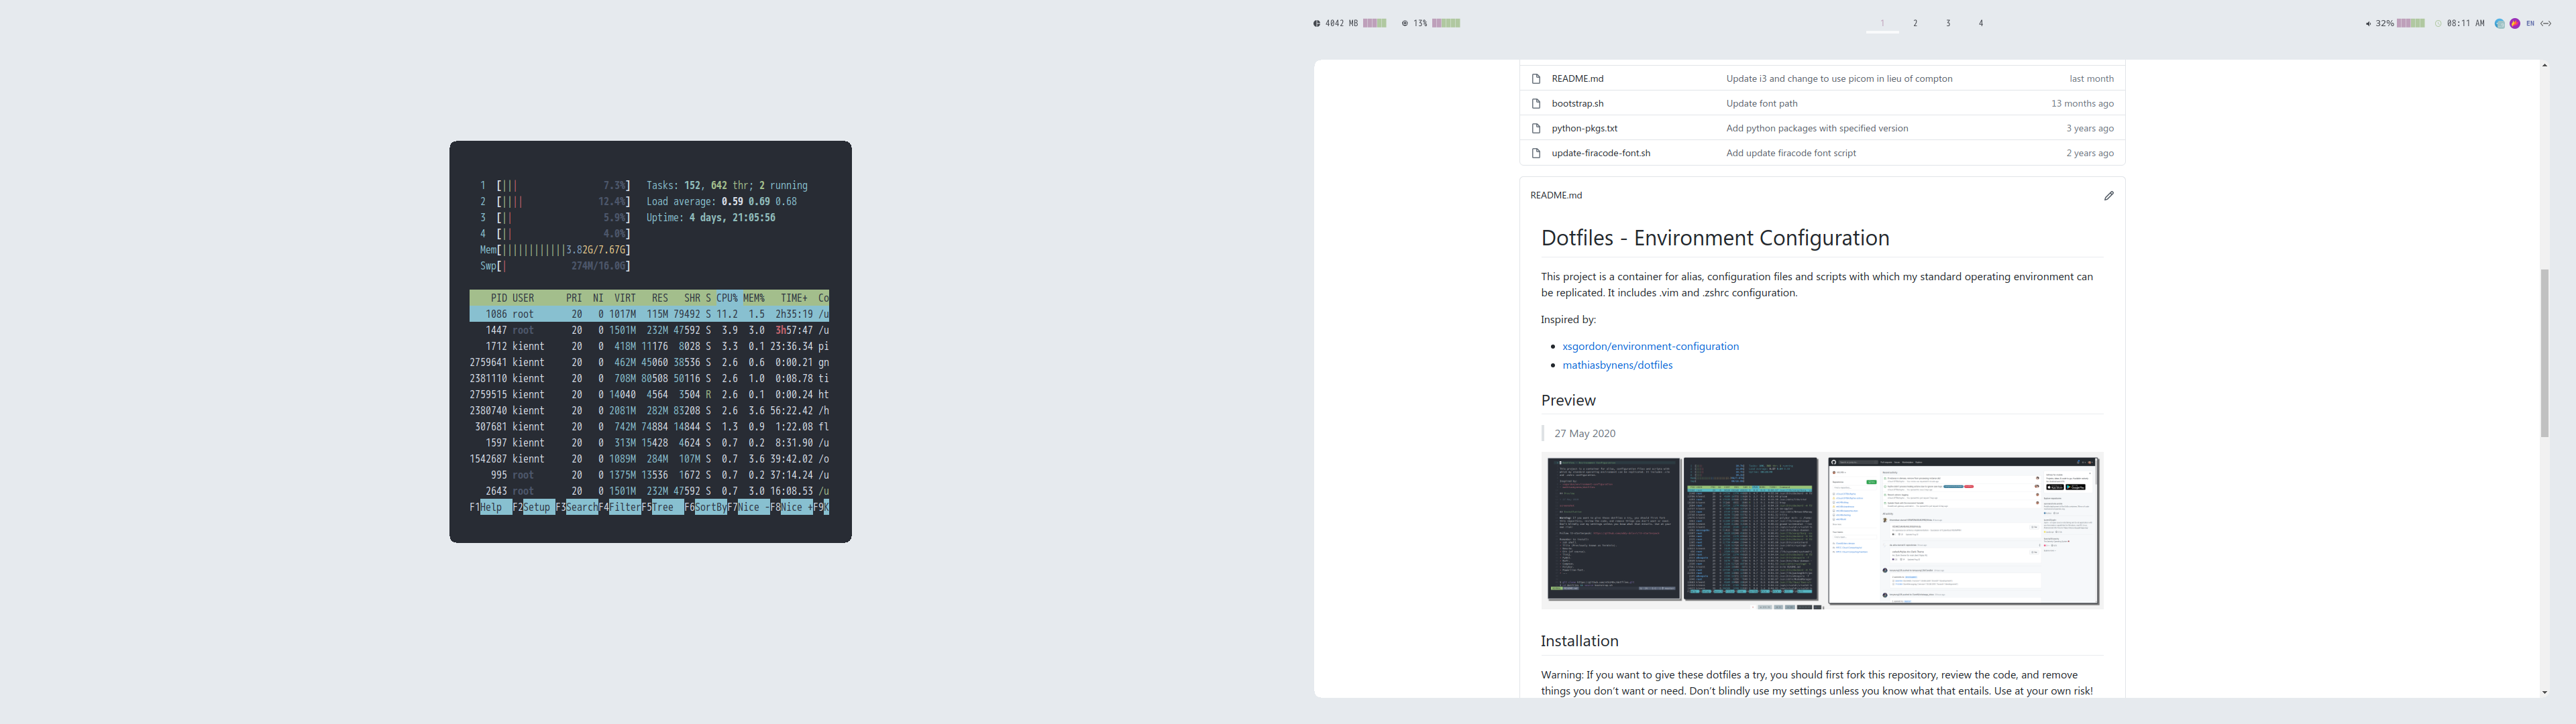 4042 MB
13%
1 2 3 4
32%
08:11 AM
EN
1 [||| 7.3%] Tasks: 152, 642 thr; 2 running
2 [|||| 12.4%] Load average: 0.59 0.69 0.68
3 [|| 5.9%] Uptime: 4 days, 21:05:56
4 [|| 4.0%]
Mem[||||||||||||3.82G/7.67G]
Swp[| 274M/16.0G]
PID USER PRI NI VIRT RES SHR S CPU% MEM% TIME+ Co
1086 root 20 0 1017M 115M 79492 S 11.2 1.5 2h35:19 /u
1447 root 20 0 1501M 232M 47592 S 3.9 3.0 3h57:47 /u
1712 kiennt 20 0 418M 11176 8028 S 3.3 0.1 23:36.34 pi
2759641 kiennt 20 0 462M 45060 38536 S 2.6 0.6 0:00.21 gn
2381110 kiennt 20 0 708M 80508 50116 S 2.6 1.0 0:08.78 ti
2759515 kiennt 20 0 14040 4564 3504 R 2.6 0.1 0:00.24 ht
2380740 kiennt 20 0 2081M 282M 83208 S 2.6 3.6 56:22.42 /h
307681 kiennt 20 0 742M 74884 14844 S 1.3 0.9 1:22.08 fl
1597 kiennt 20 0 313M 15428 4624 S 0.7 0.2 8:31.90 /u
1542687 kiennt 20 0 1089M 284M 107M S 0.7 3.6 39:42.02 /o
995 root 20 0 1375M 13536 1672 S 0.7 0.2 37:14.24 /u
2643 root 20 0 1501M 232M 47592 S 0.7 3.0 16:08.53 /u
F1Help F2Setup F3SearchF4FilterF5Tree F6SortByF7Nice -F8Nice +F9K
README.md Update i3 and change to use picom in lieu of compton last month
bootstrap.sh Update font path 13 months ago
python-pkgs.txt Add python packages with specified version 3 years ago
update-firacode-font.sh Add update firacode font script 2 years ago
README.md
Dotfiles - Environment Configuration
This project is a container for alias, configuration files and scripts with which my standard operating environment can
be replicated. It includes .vim and .zshrc configuration.
Inspired by:
• xsgordon/environment-configuration
• mathiasbynens/dotfiles
Preview
27 May 2020
Installation
Warning: If you want to give these dotfiles a try, you should first fork this repository, review the code, and remove
things you don't want or need. Don't blindly use my settings unless you know what that entails. Use at your own risk!